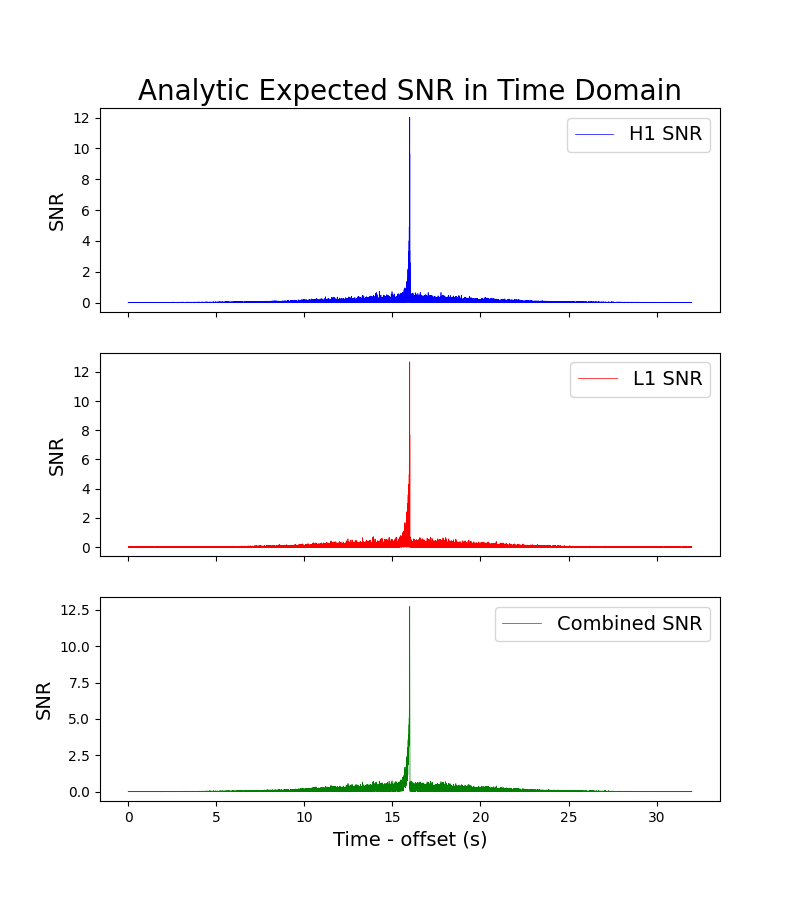 Analytic Expected SNR in Time Domain
12
10
8
6
4
2
0
SNR
H1 SNR
12
10
8
6
4
2
0
SNR
L1 SNR
12.5
10.0
7.5
5.0
2.5
0.0
SNR
Combined SNR
0 5 10 15 20 25 30
Time - offset (s)